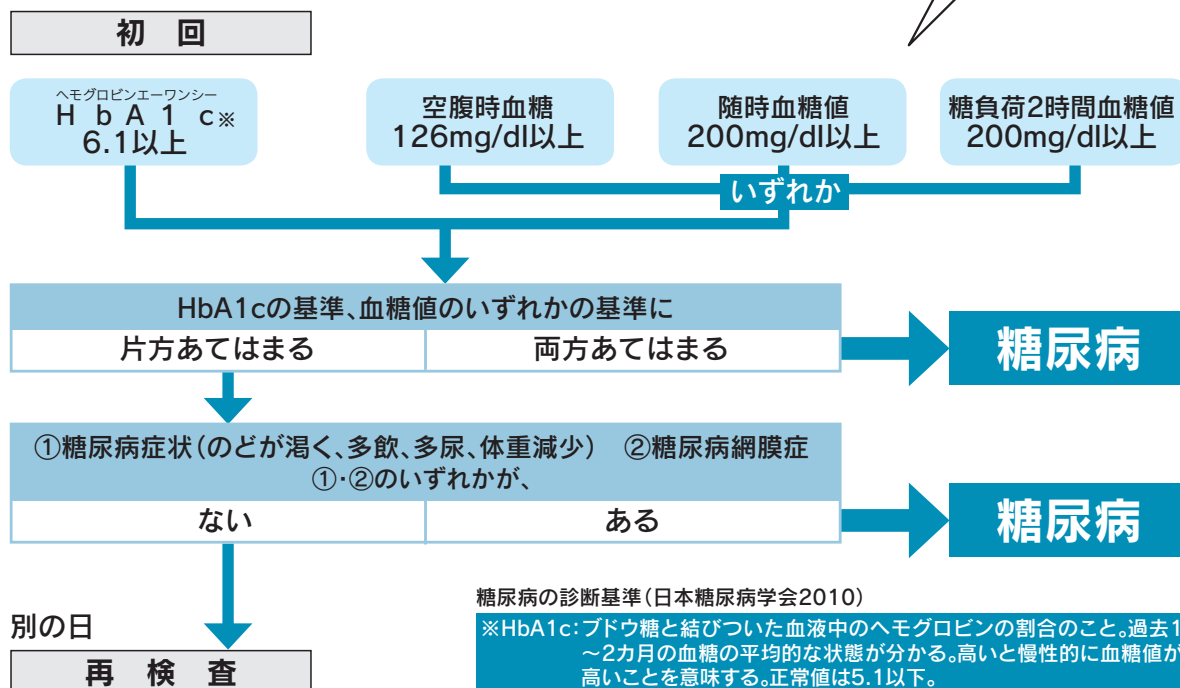 初 回
ヘモグロビンエーワンシー
HbA1c※
6.1以上
空腹時血糖
126mg/dl以上
随時血糖値
200mg/dl以上
糖負荷2時間血糖値
200mg/dl以上
いずれか
HbA1cの基準、血糖値のいずれかの基準に
片方あてはまる
両方あてはまる
糖尿病
①糖尿病症状(のどが渇く、多飲、多尿、体重減少) ②糖尿病網膜症
①・②のいずれかが、
ない
ある
糖尿病
別の日
再 検 査
糖尿病の診断基準(日本糖尿病学会2010)
※HbA1c:ブドウ糖と結びついた血液中のヘモグロビンの割合のこと。過去1
~2カ月の血糖の平均的な状態が分かる。高いと慢性的に血糖値が
高いことを意味する。正常値は5.1以下。